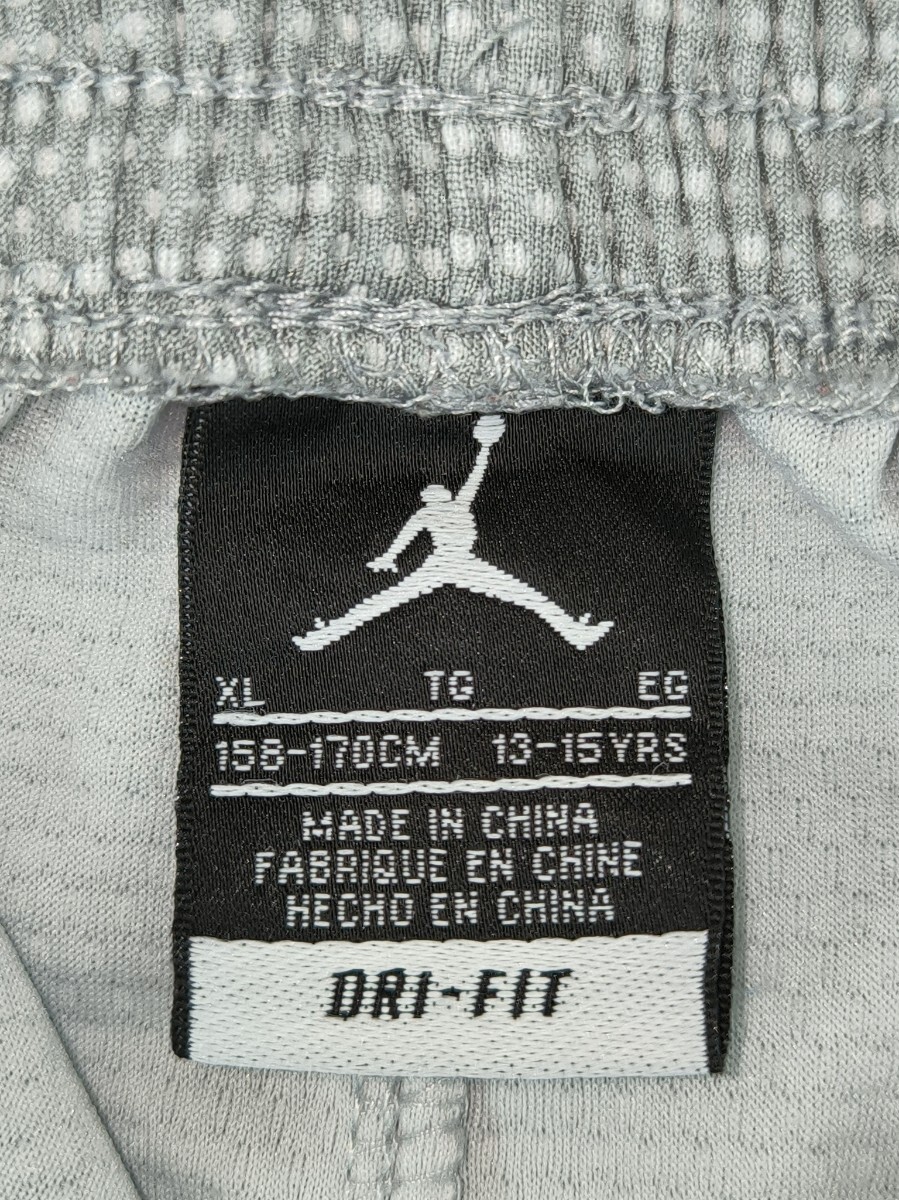 XL TG EG
158-170CM 13-15YRS
MADE IN CHINA
FABRIQUE EN CHINE
HECHO EN CHINA
DRI-FIT